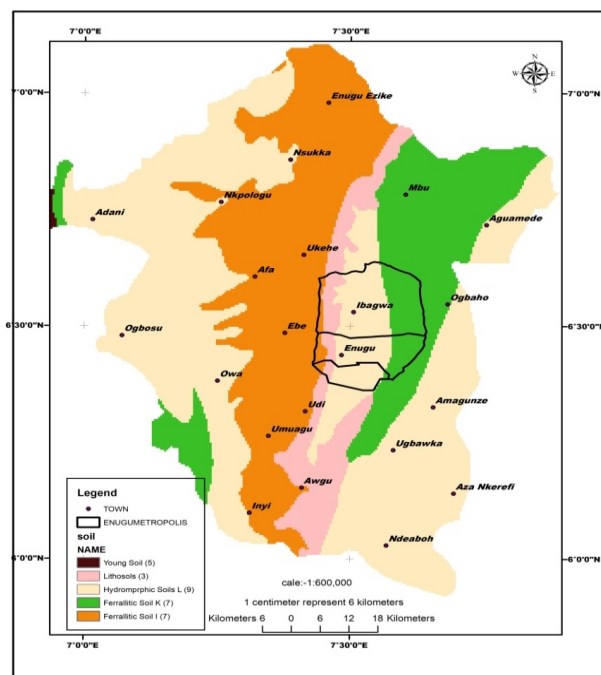 7°0'0"E
7°30'0"E
N
W
E
S
7°0'0"N
7°0'0"N
Enugu Ezike
Nsukka
Mbu
Nkpologu
Adani
Aguamede
Ukehe
Afa
Ogbaho
Ibagwa
6°30'0"N
6°30'0"N
Ebe
Ogbosu
Enugu
Owa
Udi
Amagunze
Umuagu
Ugbawka
Awgu
Aza Nkerefi
Inyi
Ndeaboh
6°0'0"N
6°0'0"N
Legend
TOWN
ENUGUMETROPOLIS
soil
NAME
Young Soil (5)
Lithosols (3)
Hydromprphic Soils L (9)
Ferrallitic Soil K (7)
Ferrallitic Soil I (7)
cale:-1:600,000
1 centimeter represent 6 kilometers
Kilometers 6 0 6 12 18 Kilometers
7°0'0"E
7°30'0"E